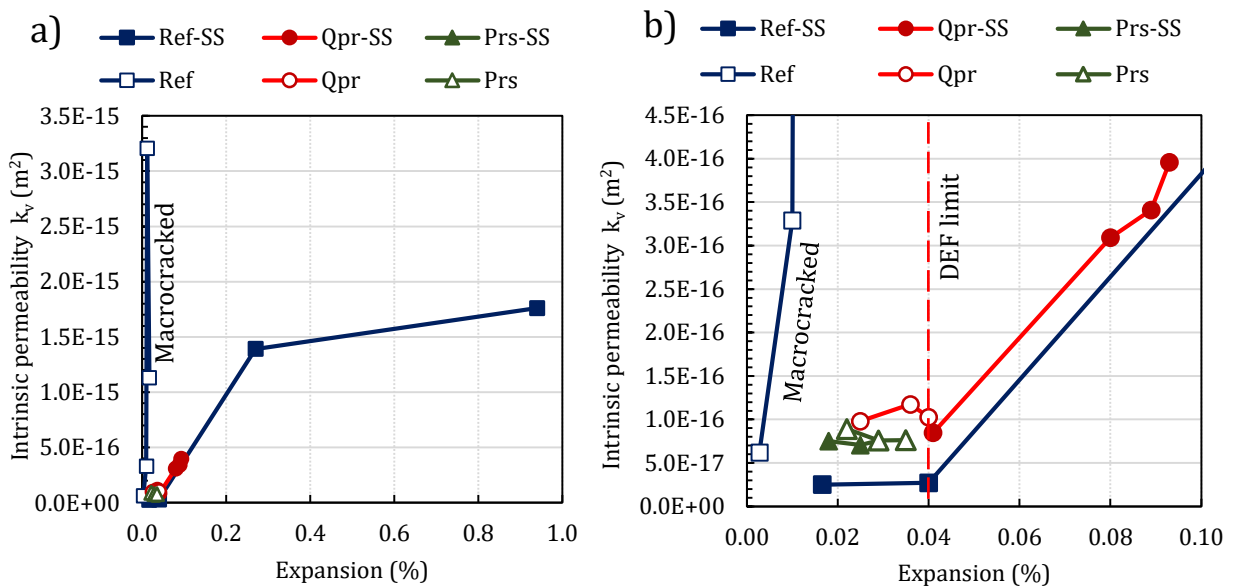 a)
Ref-SS Qpr-SS Prs-SS
Ref Qpr Prs
Intrinsic permeability kᵥ (m²)
3.5E-15
3.0E-15
2.5E-15
2.0E-15
1.5E-15
1.0E-15
5.0E-16
0.0E+00
Macrocracked
0.0 0.2 0.4 0.6 0.8 1.0
Expansion (%)
b)
Ref-SS Qpr-SS Prs-SS
Ref Qpr Prs
Intrinsic permeability kᵥ (m²)
4.5E-16
4.0E-16
3.5E-16
3.0E-16
2.5E-16
2.0E-16
1.5E-16
1.0E-16
5.0E-17
0.0E+00
Macrocracked
DEF limit
0.00 0.02 0.04 0.06 0.08 0.10
Expansion (%)